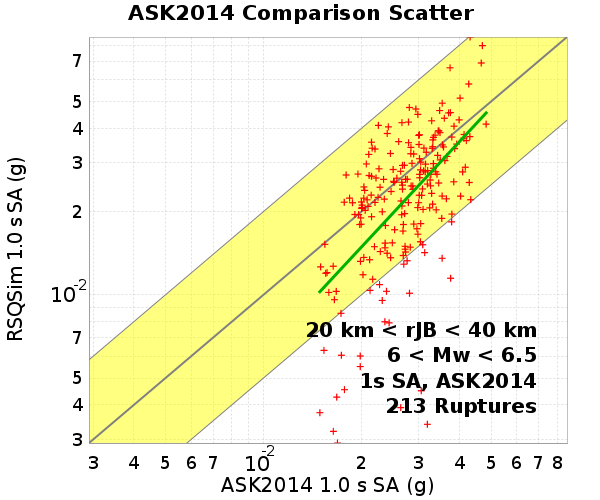 ASK2014 Comparison Scatter
RSQSim 1.0 s SA (g)
7
5
4
3
2
10-2
7
5
4
3
20 km < rJB < 40 km
6 < Mw < 6.5
1s SA, ASK2014
213 Ruptures
3 4 5 6 7 10-2 2 3 4 5 6 7 8
ASK2014 1.0 s SA (g)